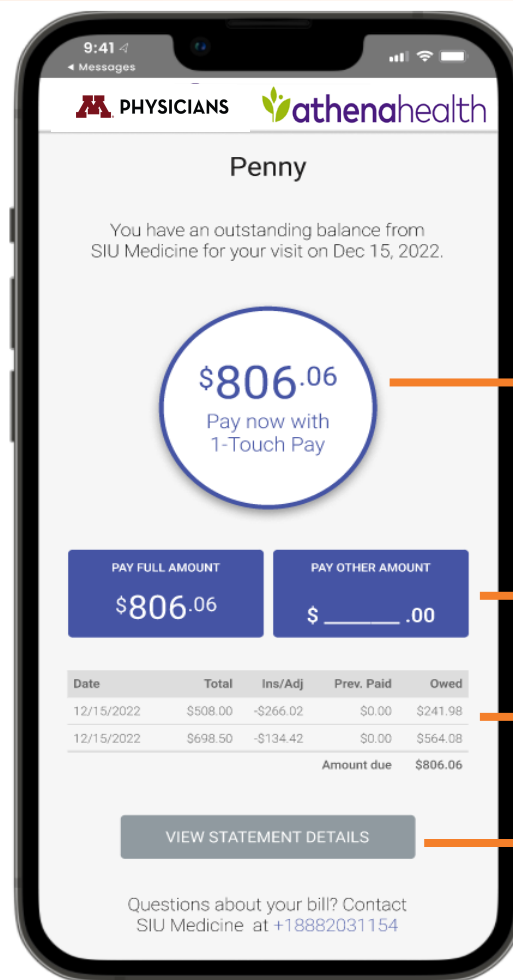 9:41
◀ Messages
M PHYSICIANS athenahealth
Penny
You have an outstanding balance from
SIU Medicine for your visit on Dec 15, 2022.
$806.06
Pay now with
1-Touch Pay
PAY FULL AMOUNT PAY OTHER AMOUNT
$806.06 $ ______ .00
Date Total Ins/Adj Prev. Paid Owed
12/15/2022 $508.00 -$266.02 $0.00 $241.98
12/15/2022 $698.50 -$134.42 $0.00 $564.08
Amount due $806.06
VIEW STATEMENT DETAILS
Questions about your bill? Contact
SIU Medicine at +18882031154